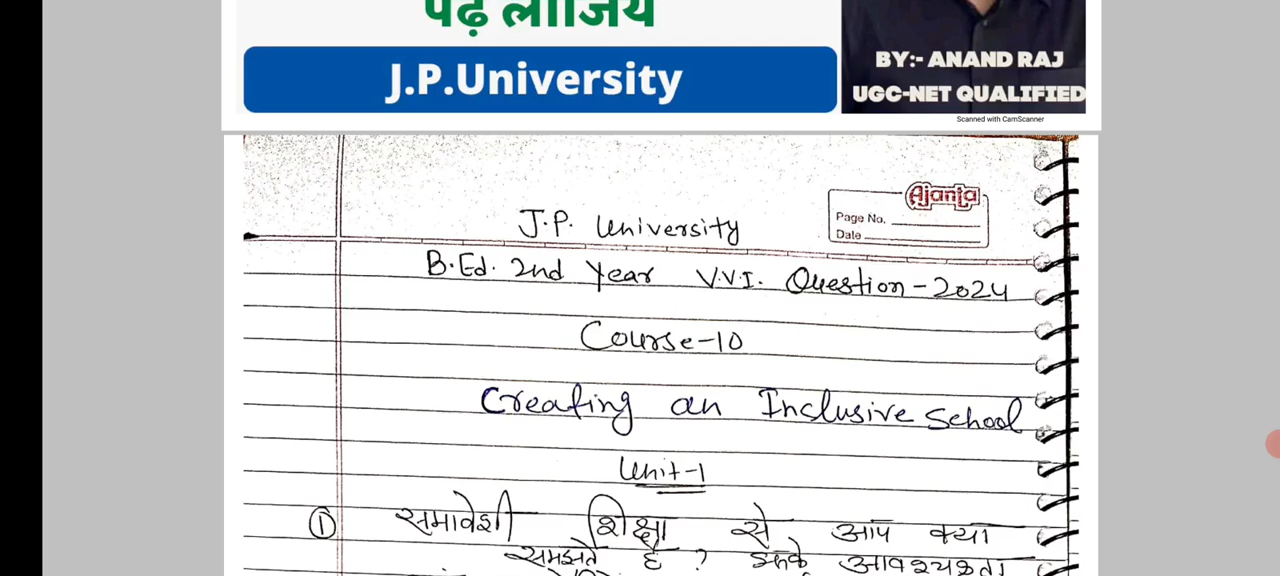 पढ़ लीजिये
J.P.University
BY:- ANAND RAJ
UGC-NET QUALIFIED
Scanned with CamScanner
Ajanta
Page No.
Date
J.P. University
B.Ed. 2nd Year V.V.I. Question-2024
Course-10
Creating an Inclusive School
Unit-1
① समावेशी शिक्षा से आप क्या
समझते है ? इसके आवश्यकता